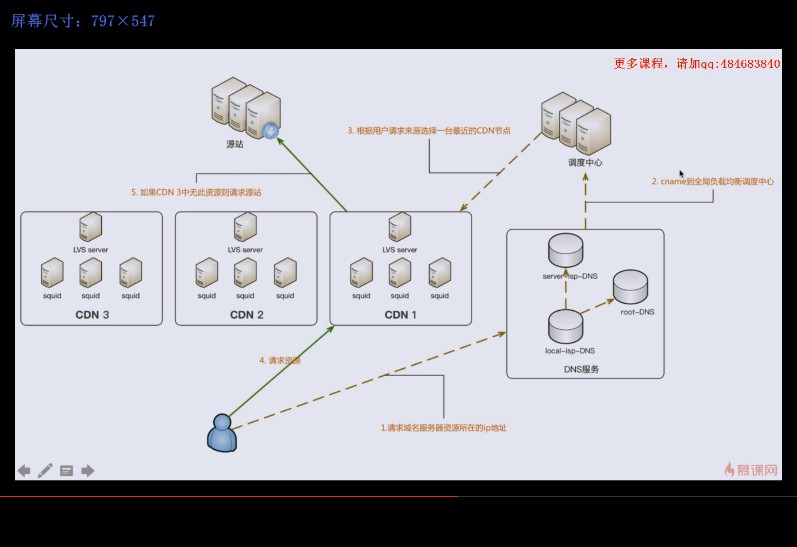 屏幕尺寸：797×547
更多课程，请加qq:484683840
源站
3. 根据用户请求来源选择一台最近的CDN节点
调度中心
2. cname到全局负载均衡调度中心
5. 如果CDN 3中无此资源则请求源站
LVS server
squid
squid
squid
CDN 3
LVS server
squid
squid
squid
CDN 2
LVS server
squid
squid
squid
CDN 1
server-isp-DNS
root-DNS
local-isp-DNS
DNS服务
4. 请求资源
1.请求域名服务器资源所在的ip地址
慕课网